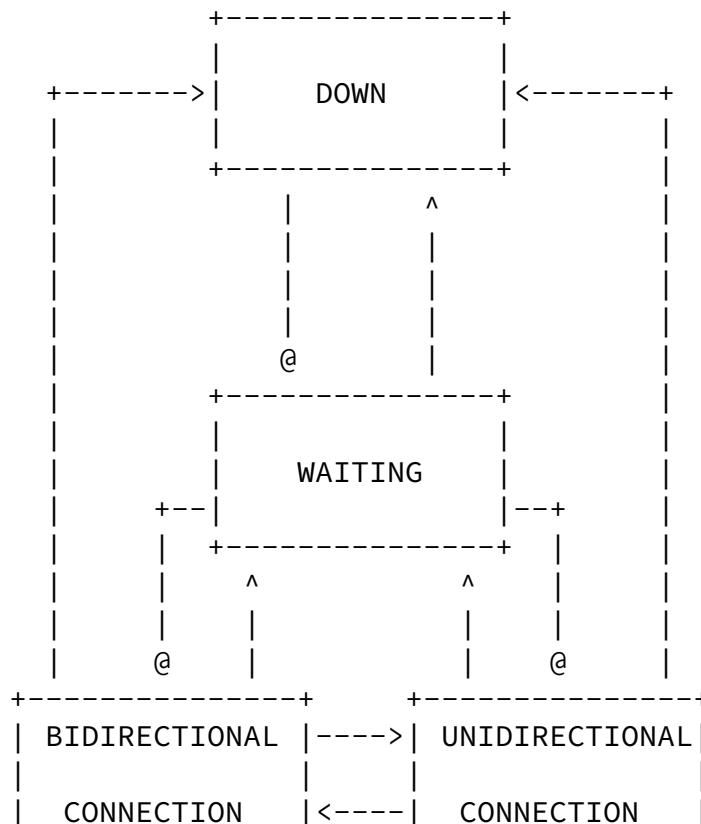 +---------------+
|               |
+------->|     DOWN      |<-------+
|        |               |        |
|        +---------------+        |
|            |       ^            |
|            |       |            |
|            |       |            |
|            |       |            |
|            |       |            |
|            @       |            |
|        +---------------+        |
|        |               |        |
|        |    WAITING    |        |
|     +--|               |--+     |
|     |  +---------------+  |     |
|     |    ^           ^    |     |
|     |    |           |    |     |
|     @    |           |    @     |
+---------------+     +----------------+
| BIDIRECTIONAL |---->| UNIDIRECTIONAL|
|               |     |               |
|  CONNECTION   |<----|  CONNECTION   |